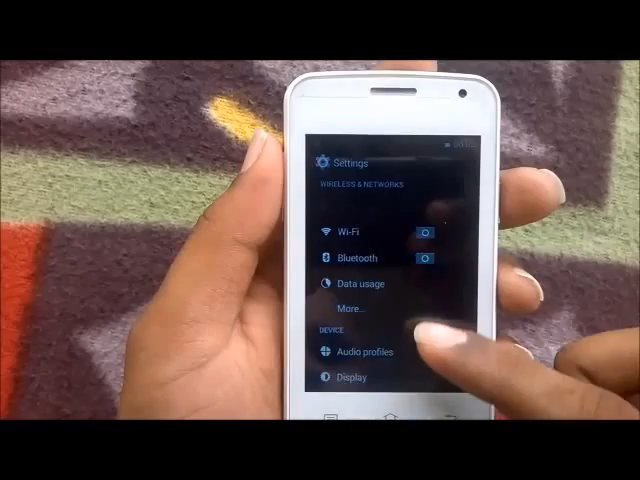 Settings
WIRELESS & NETWORKS
Wi-Fi
Bluetooth
Data usage
More...
DEVICE
Audio profiles
Display